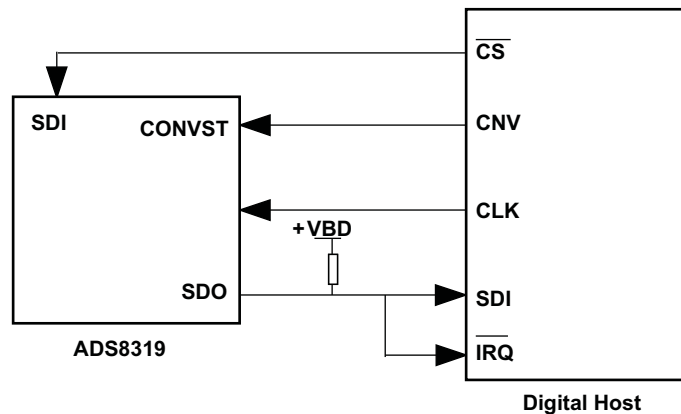 CS
SDI
CONVST
CNV
CLK
+VBD
SDO
SDI
IRQ
ADS8319
Digital Host